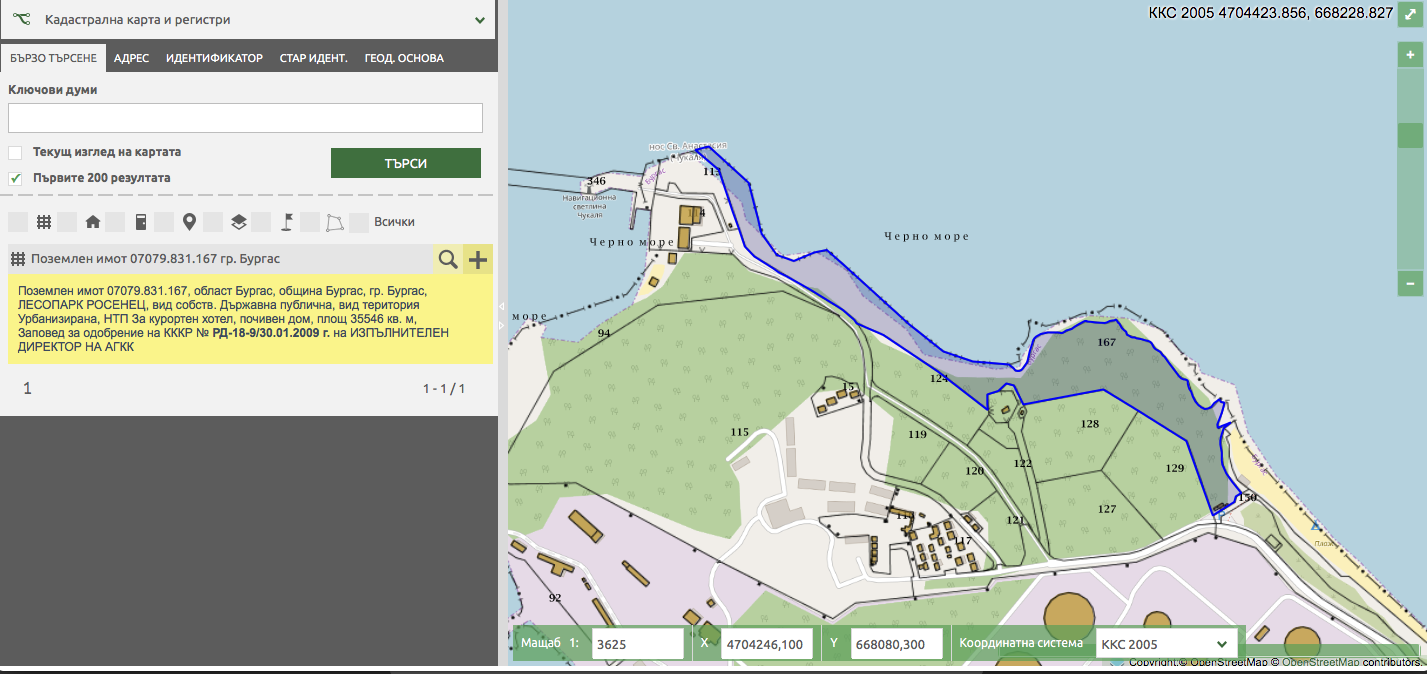 Кадастрална карта и регистри
БЪРЗО ТЪРСЕНЕ АДРЕС ИДЕНТИФИКАТОР СТАР ИДЕНТ. ГЕОД. ОСНОВА
Ключови думи
Текущ изглед на картата
ТЪРСИ
Първите 200 резултата
Всички
Поземлен имот 07079.831.167 гр. Бургас
Поземлен имот 07079.831.167, област Бургас, община Бургас, гр. Бургас,
ЛЕСОПАРК РОСЕНЕЦ, вид собств. Държавна публична, вид територия
Урбанизирана, НТП За курортен хотел, почивен дом, площ 35546 кв. м,
Заповед за одобрение на КККР № РД-18-9/30.01.2009 г. на ИЗПЪЛНИТЕЛЕН
ДИРЕКТОР НА АГКК
1
1 - 1 / 1
ККС 2005 4704423.856, 668228.827
+
−
нос Св. Анастасия
Чукаля
346
113
Бургас
Навигационна
светлина
Чукаля
Черно море
Черно море
море
94
167
124
15
115
119
128
122
120
129
150
127
121
117
92
Плаж
Мащаб 1: 3625 X 4704246,100 Y 668080,300 Координатна система ККС 2005
Copyright:© OpenStreetMap © OpenStreetMap contributors.